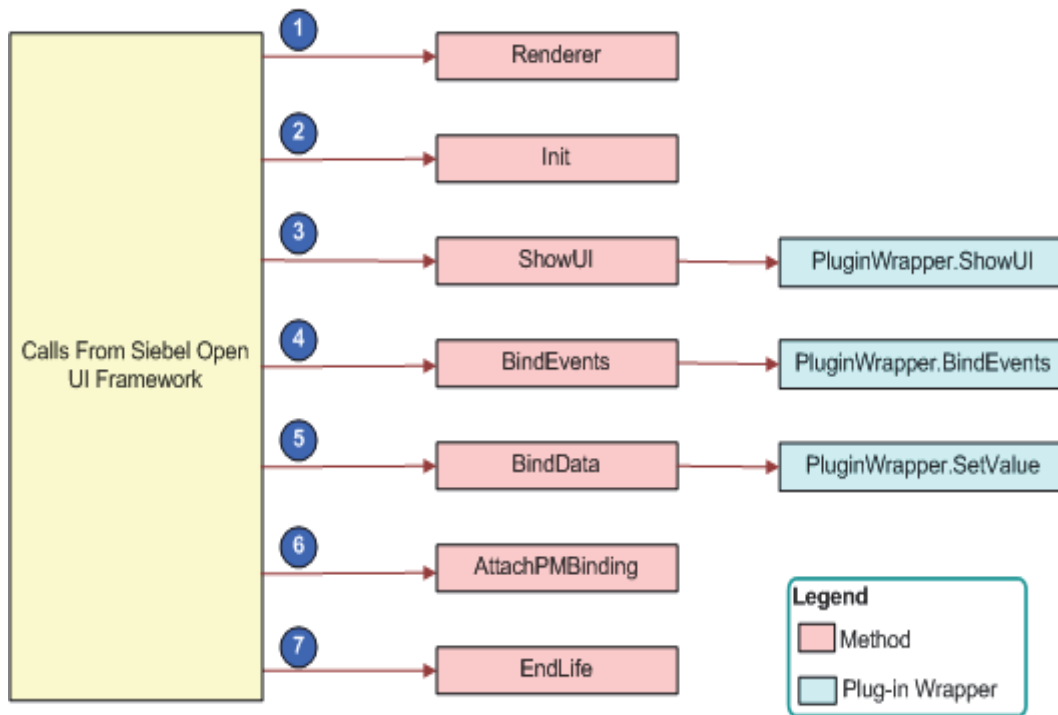 1
Renderer
2
Init
3
ShowUI
PluginWrapper.ShowUI
Calls From Siebel Open
UI Framework
4
BindEvents
PluginWrapper.BindEvents
5
BindData
PluginWrapper.SetValue
6
AttachPMBinding
7
EndLife
Legend
Method
Plug-in Wrapper